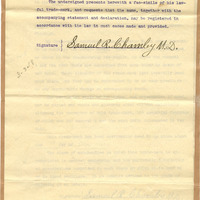 The undersigned presents herewith a fac-simile of his law-
ful trade-mark, and requests that the same, together with the
accompanying statement and declaration, may be registered in
accordance with the law in such cases made and provided.
Signature Samuel R. Chamley M.D.